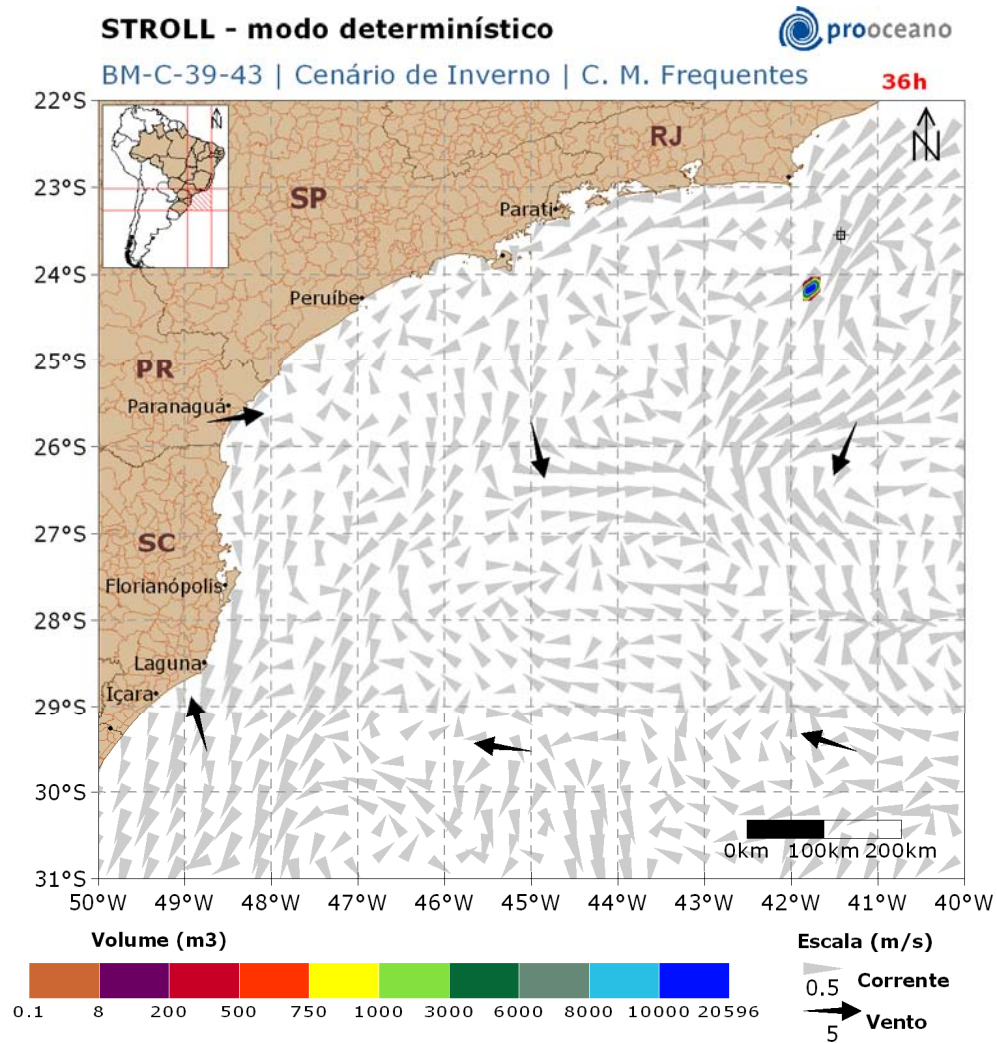 STROLL - modo determinístico
prooceano
BM-C-39-43 | Cenário de Inverno | C. M. Frequentes
36h
22°S
23°S
24°S
25°S
26°S
27°S
28°S
29°S
30°S
31°S
N
N
RJ
SP
Parati
Peruíbe
PR
Paranaguá
SC
Florianópolis
Laguna
Içara
0km 100km 200km
50°W 49°W 48°W 47°W 46°W 45°W 44°W 43°W 42°W 41°W 40°W
Volume (m3)
0.1 8 200 500 750 1000 3000 6000 8000 10000 20596
Escala (m/s)
0.5 Corrente
5 Vento